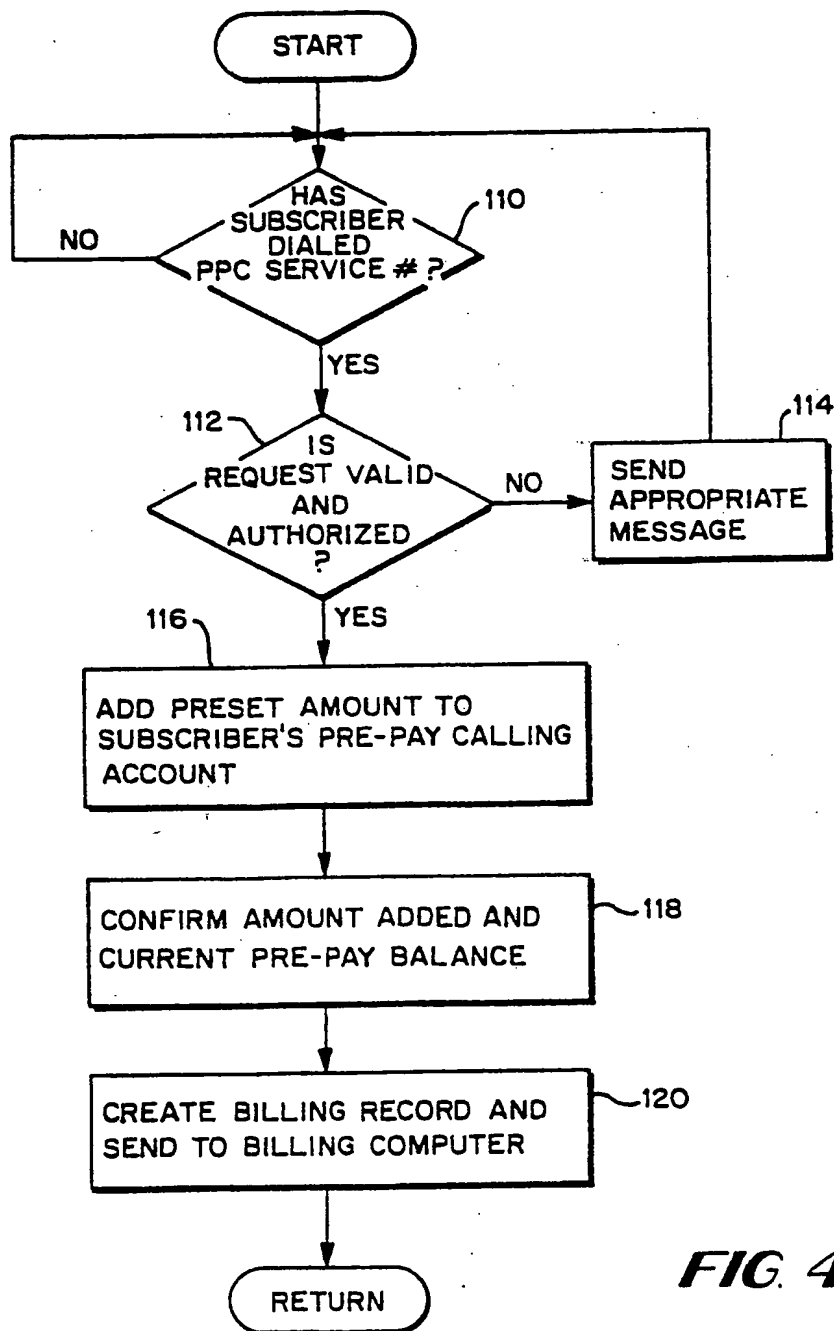 START
HAS
SUBSCRIBER
DIALED
PPC SERVICE # ?
110
NO
YES
112
IS
REQUEST VALID
AND
AUTHORIZED
?
NO
114
SEND
APPROPRIATE
MESSAGE
YES
116
ADD PRESET AMOUNT TO
SUBSCRIBER'S PRE-PAY CALLING
ACCOUNT
CONFIRM AMOUNT ADDED AND
CURRENT PRE-PAY BALANCE
118
CREATE BILLING RECORD AND
SEND TO BILLING COMPUTER
120
RETURN
FIG. 4